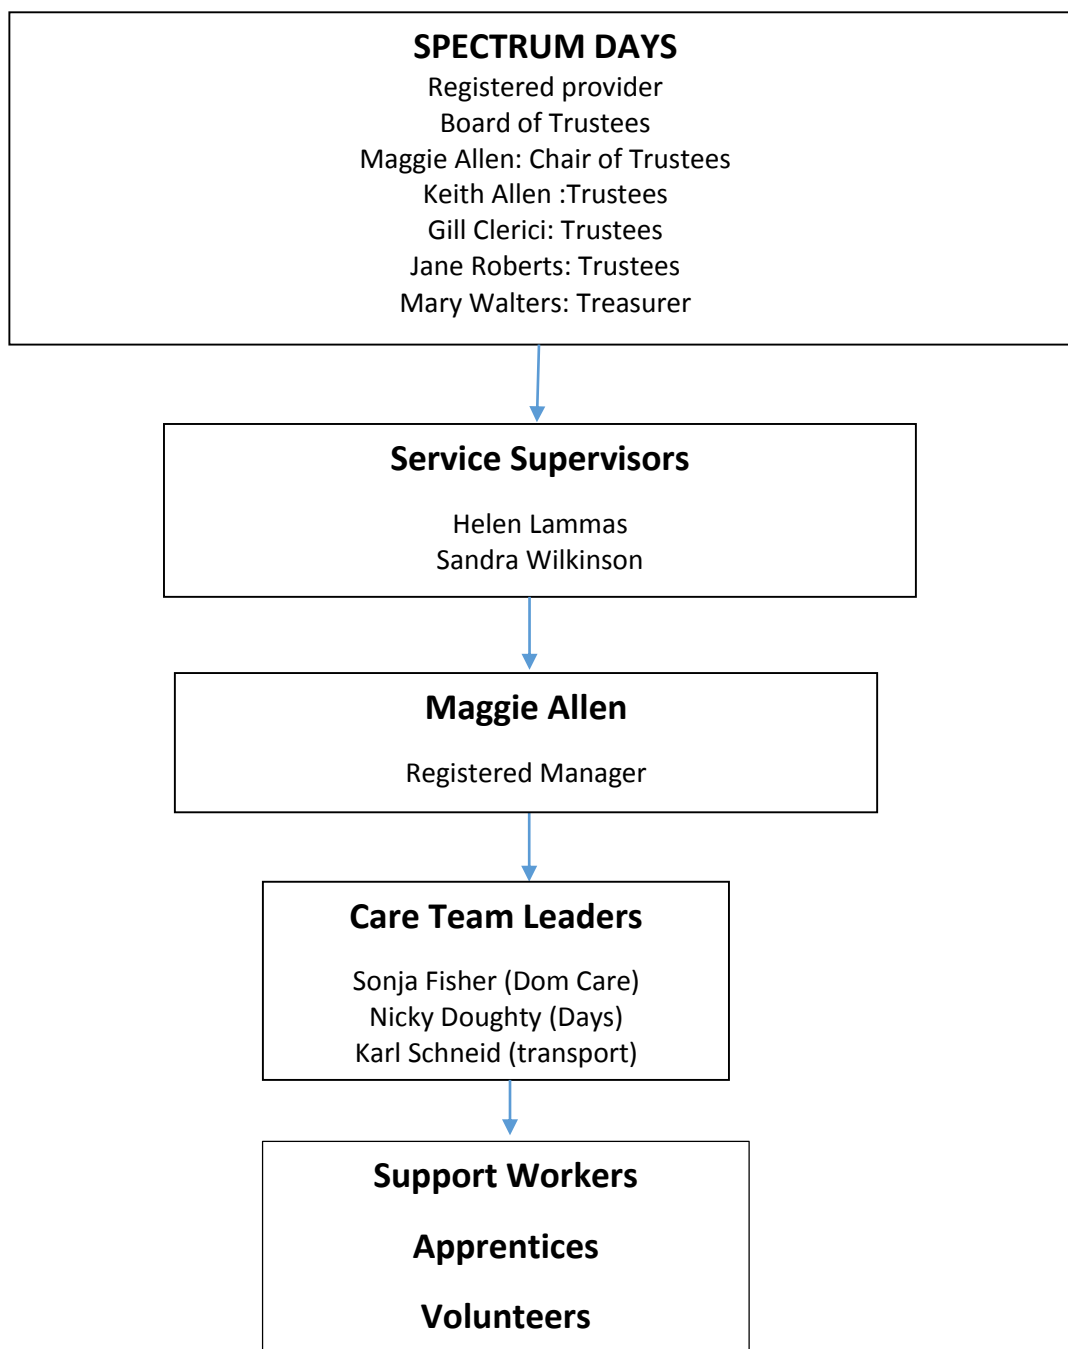 SPECTRUM DAYS
Registered provider
Board of Trustees
Maggie Allen: Chair of Trustees
Keith Allen :Trustees
Gill Clerici: Trustees
Jane Roberts: Trustees
Mary Walters: Treasurer
Service Supervisors
Helen Lammas
Sandra Wilkinson
Maggie Allen
Registered Manager
Care Team Leaders
Sonja Fisher (Dom Care)
Nicky Doughty (Days)
Karl Schneid (transport)
Support Workers
Apprentices
Volunteers